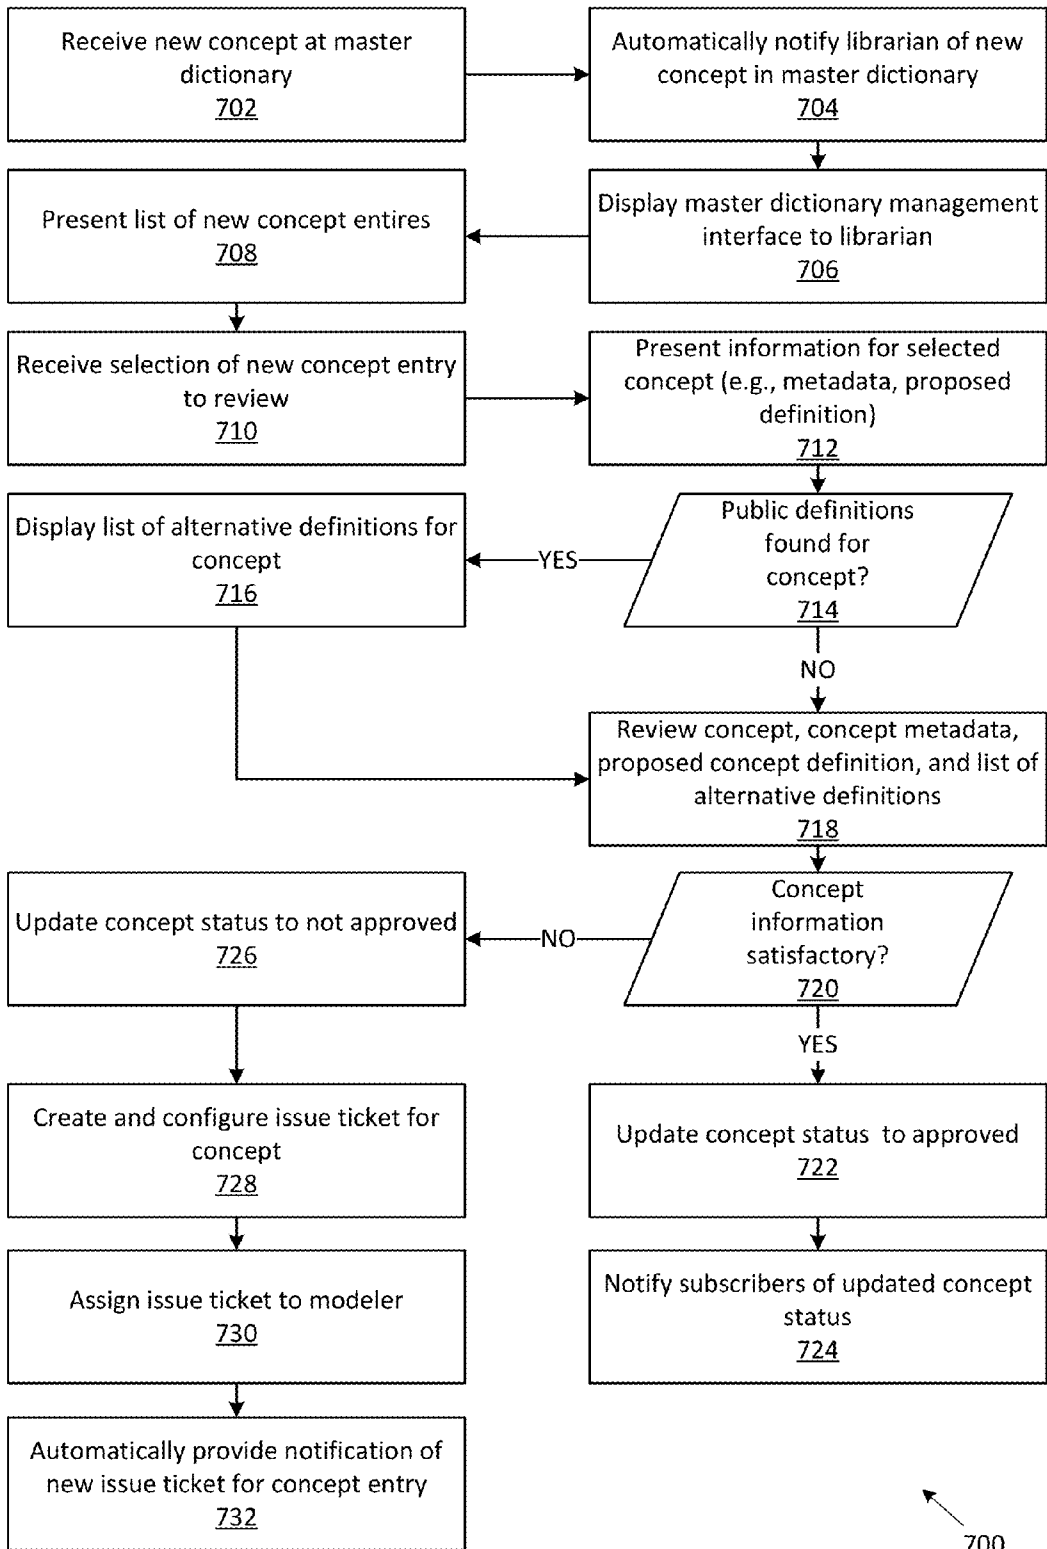 Receive new concept at master
dictionary
702
Automatically notify librarian of new
concept in master dictionary
704
Display master dictionary management
interface to librarian
706
Present list of new concept entires
708
Receive selection of new concept entry
to review
710
Present information for selected
concept (e.g., metadata, proposed
definition)
712
Public definitions
found for
concept?
714
YES
Display list of alternative definitions for
concept
716
NO
Review concept, concept metadata,
proposed concept definition, and list of
alternative definitions
718
Concept
information
satisfactory?
720
NO
Update concept status to not approved
726
YES
Create and configure issue ticket for
concept
728
Update concept status to approved
722
Assign issue ticket to modeler
730
Notify subscribers of updated concept
status
724
Automatically provide notification of
new issue ticket for concept entry
732
700